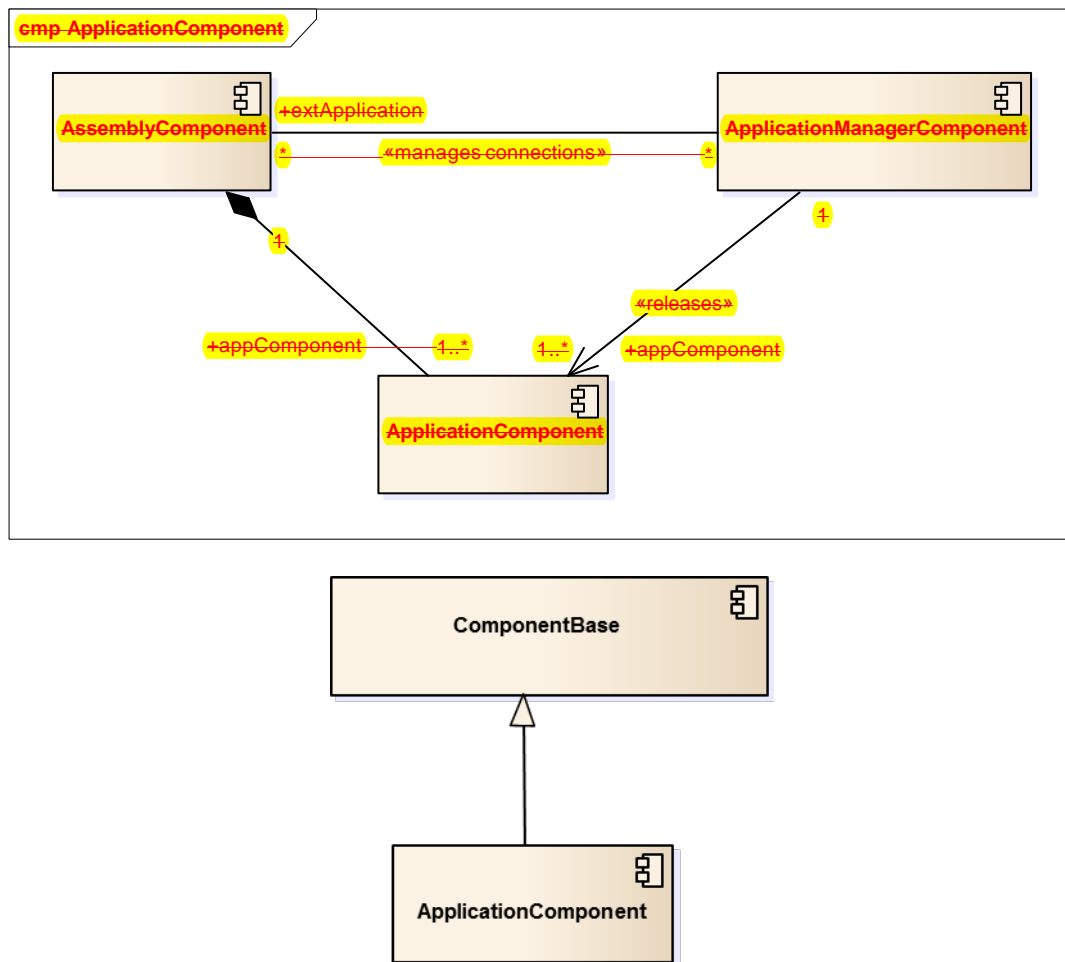 cmp ApplicationComponent
AssemblyComponent
+extApplication
ApplicationManagerComponent
* «manages connections» *
1
1
«releases»
+appComponent 1..*
1..* +appComponent
ApplicationComponent
ComponentBase
ApplicationComponent